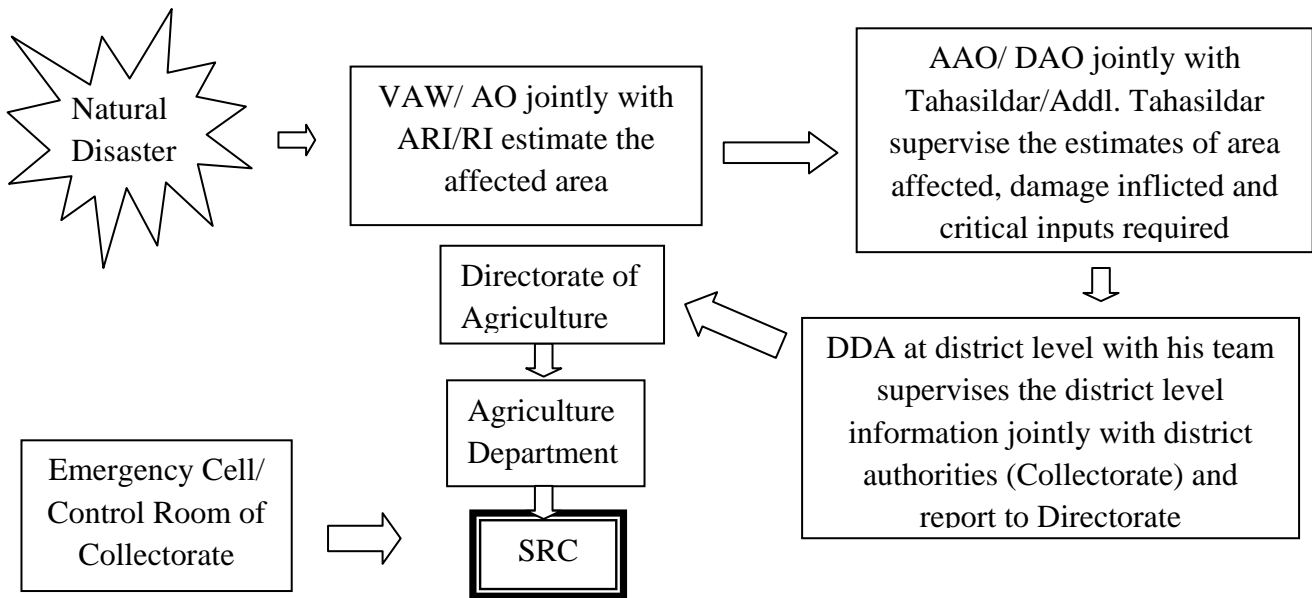 Natural
Disaster
VAW/ AO jointly with
ARI/RI estimate the
affected area
AAO/ DAO jointly with
Tahasildar/Addl. Tahasildar
supervise the estimates of area
affected, damage inflicted and
critical inputs required
DDA at district level with his team
supervises the district level
information jointly with district
authorities (Collectorate) and
report to Directorate
Directorate of
Agriculture
Agriculture
Department
Emergency Cell/
Control Room of
Collectorate
SRC